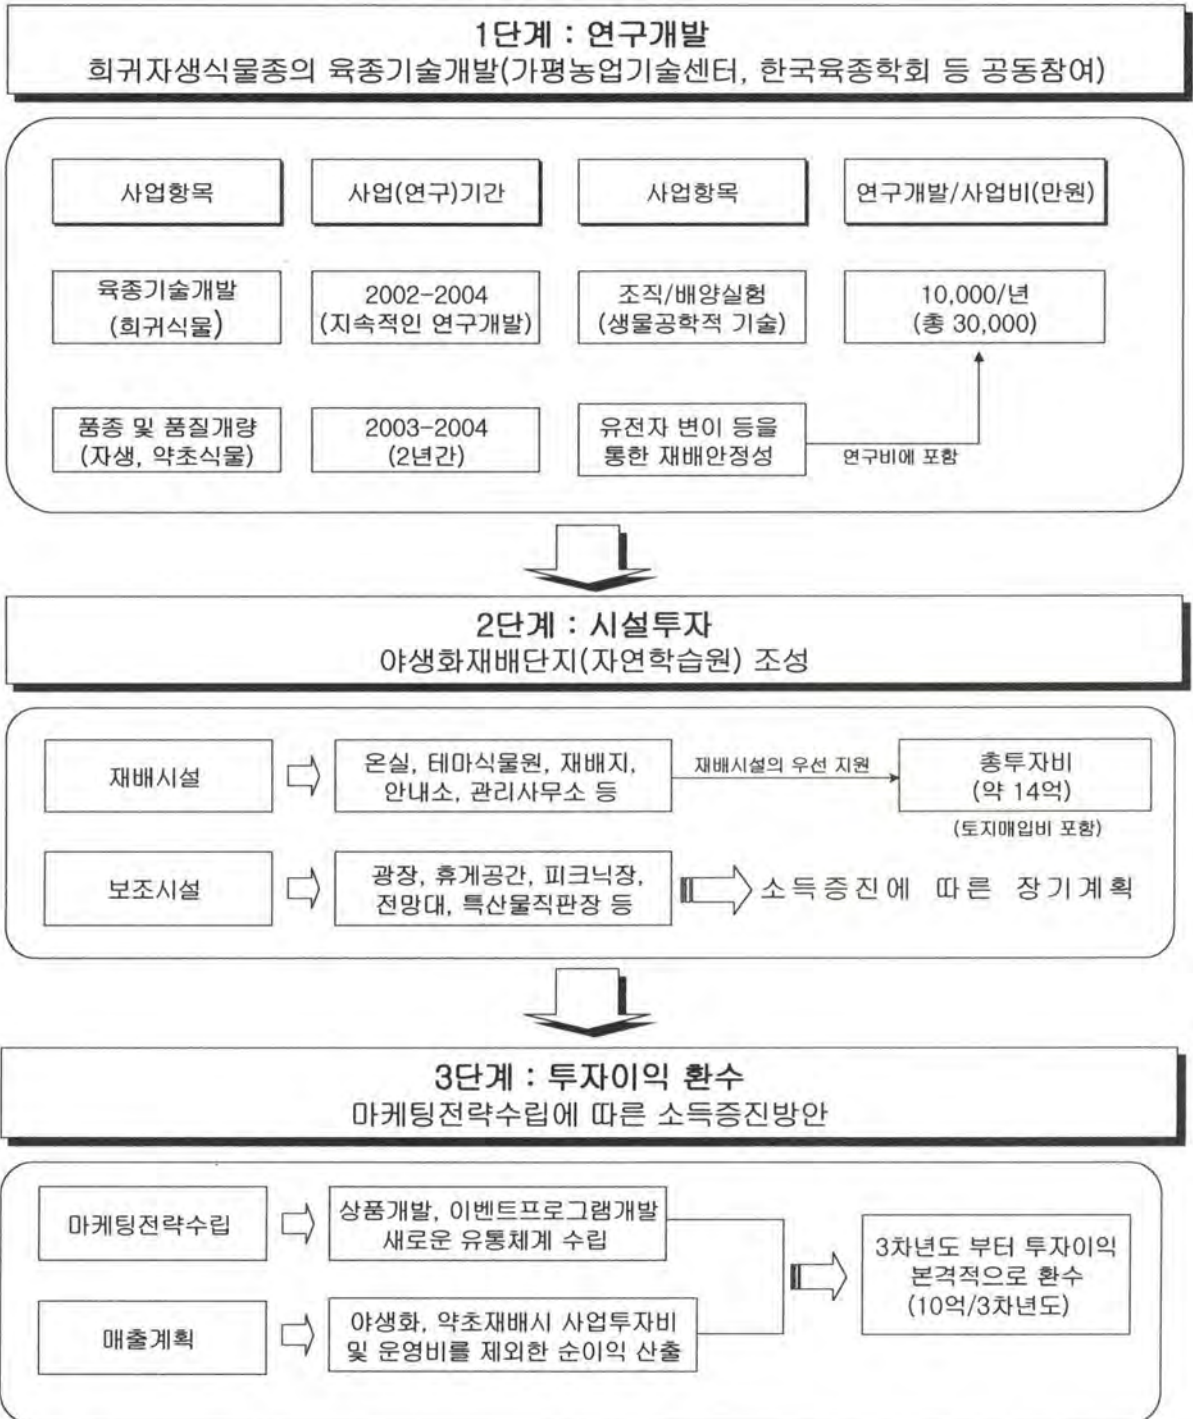 1단계 : 연구개발
희귀자생식물종의 육종기술개발(가평농업기술센터, 한국육종학회 등 공동참여)
사업항목
사업(연구)기간
사업항목
연구개발/사업비(만원)
육종기술개발
(희귀식물)
2002-2004
(지속적인 연구개발)
조직/배양실험
(생물공학적 기술)
10,000/년
(총 30,000)
품종 및 품질개량
(자생, 약초식물)
2003-2004
(2년간)
유전자 변이 등을
통한 재배안정성
연구비에 포함
2단계 : 시설투자
야생화재배단지(자연학습원) 조성
재배시설
온실, 테마식물원, 재배지,
안내소, 관리사무소 등
재배시설의 우선 지원
총투자비
(약 14억)
(토지매입비 포함)
보조시설
광장, 휴게공간, 피크닉장,
전망대, 특산물직판장 등
소득증진에 따른 장기계획
3단계 : 투자이익 환수
마케팅전략수립에 따른 소득증진방안
마케팅전략수립
상품개발, 이벤트프로그램개발
새로운 유통체계 수립
매출계획
야생화, 약초재배시 사업투자비
및 운영비를 제외한 순이익 산출
3차년도 부터 투자이익
본격적으로 환수
(10억/3차년도)